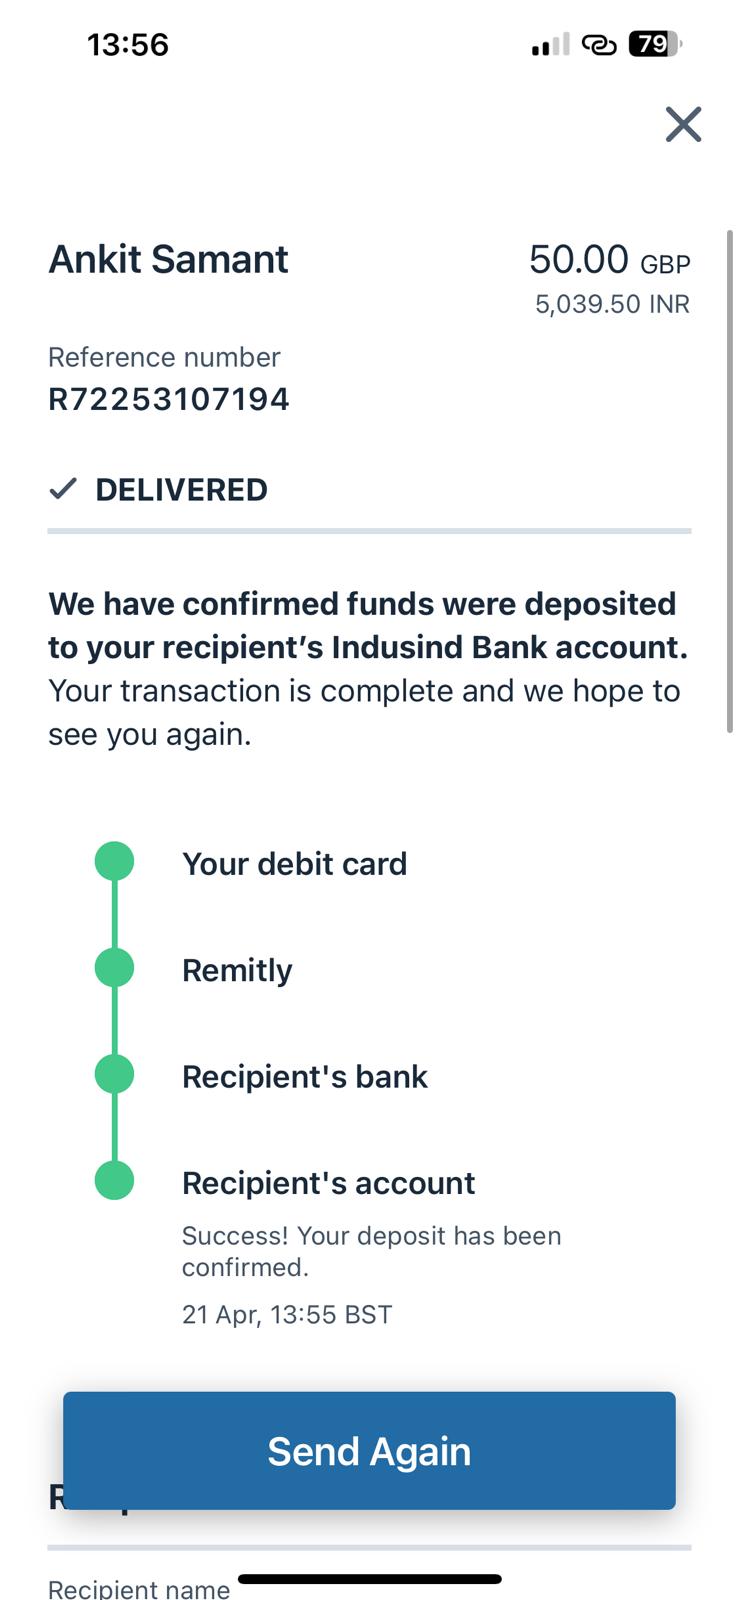 13:56
79
Ankit Samant
50.00 GBP
5,039.50 INR
Reference number
R72253107194
DELIVERED
We have confirmed funds were deposited
to your recipient’s Indusind Bank account.
Your transaction is complete and we hope to
see you again.
Your debit card
Remitly
Recipient's bank
Recipient's account
Success! Your deposit has been
confirmed.
21 Apr, 13:55 BST
Send Again
Recipient name